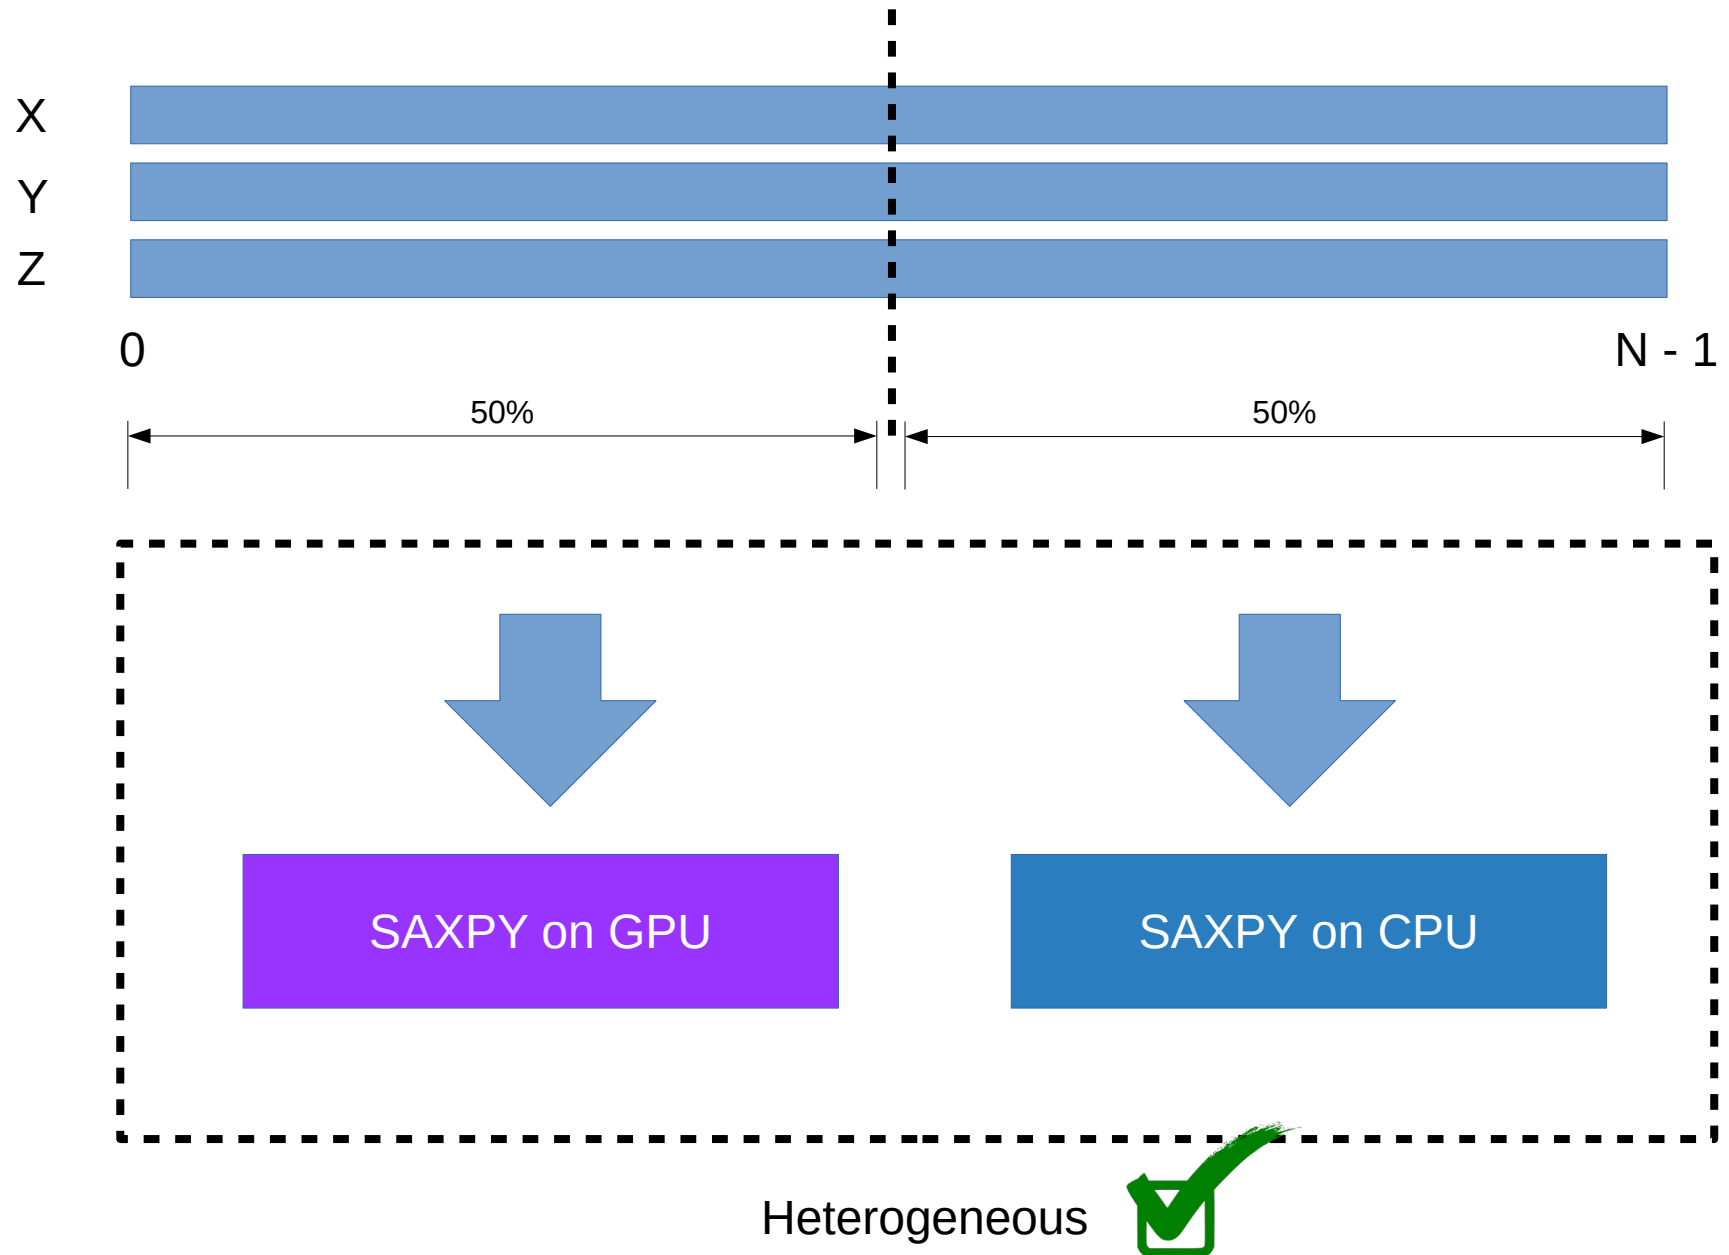 X
Y
Z
0
N - 1
50%
50%
SAXPY on GPU
SAXPY on CPU
Heterogeneous